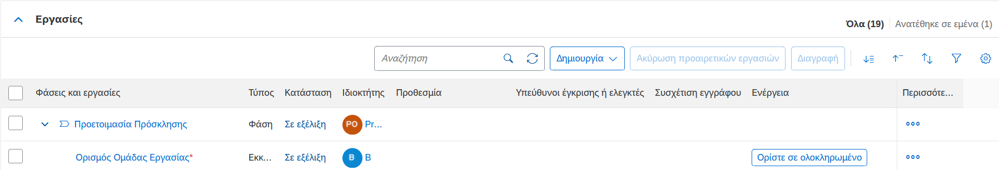 Εργασίες
Όλα (19) Ανατέθηκε σε εμένα (1)
Αναζήτηση Δημιουργία Ακύρωση προαιρετικών εργασιών Διαγραφή
Φάσεις και εργασίες Τύπος Κατάσταση Ιδιοκτήτης Προθεσμία Υπεύθυνοι έγκρισης ή ελεγκτές Συσχέτιση εγγράφου Ενέργεια Περισσότε...
Προετοιμασία Πρόσκλησης Φάση Σε εξέλιξη PO Pr...
Ορισμός Ομάδας Εργασίας* Εκκ... Σε εξέλιξη B B Ορίστε σε ολοκληρωμένο